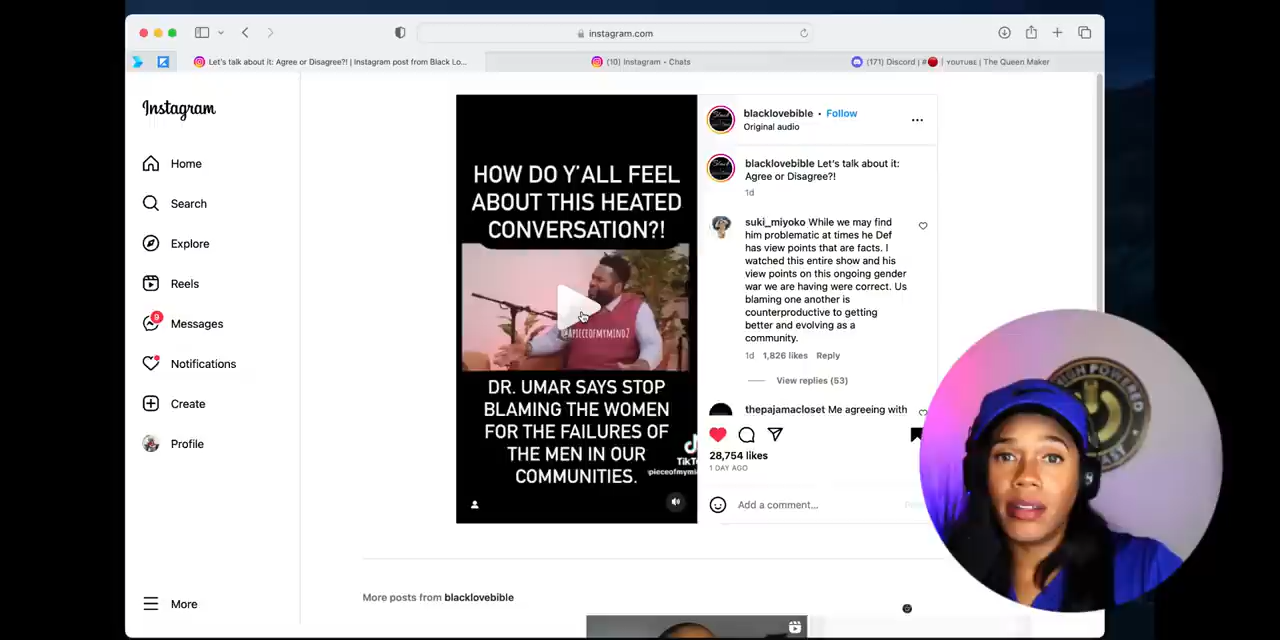 instagram.com
Let's talk about it: Agree or Disagree?! | Instagram post from Black Lo...
(10) Instagram • Chats
(171) Discord | #🔴 | YOUTUBE | The Queen Maker
Instagram
Home
Search
Explore
Reels
9
Messages
Notifications
Create
Profile
More
HOW DO Y'ALL FEEL
ABOUT THIS HEATED
CONVERSATION?!
@APIECEOFMYMIND2
DR. UMAR SAYS STOP
BLAMING THE WOMEN
FOR THE FAILURES OF
THE MEN IN OUR
COMMUNITIES.
TikT
blacklovebible • Follow
Original audio
blacklovebible Let's talk about it:
Agree or Disagree?!
1d
suki_miyoko While we may find
him problematic at times he Def
has view points that are facts. I
watched this entire show and his
view points on this ongoing gender
war we are having were correct. Us
blaming one another is
counterproductive to getting
better and evolving as a
community.
1d 1,826 likes Reply
View replies (53)
thepajamacloset Me agreeing with
28,754 likes
1 DAY AGO
Add a comment...
More posts from blacklovebible
HIGH POWERED